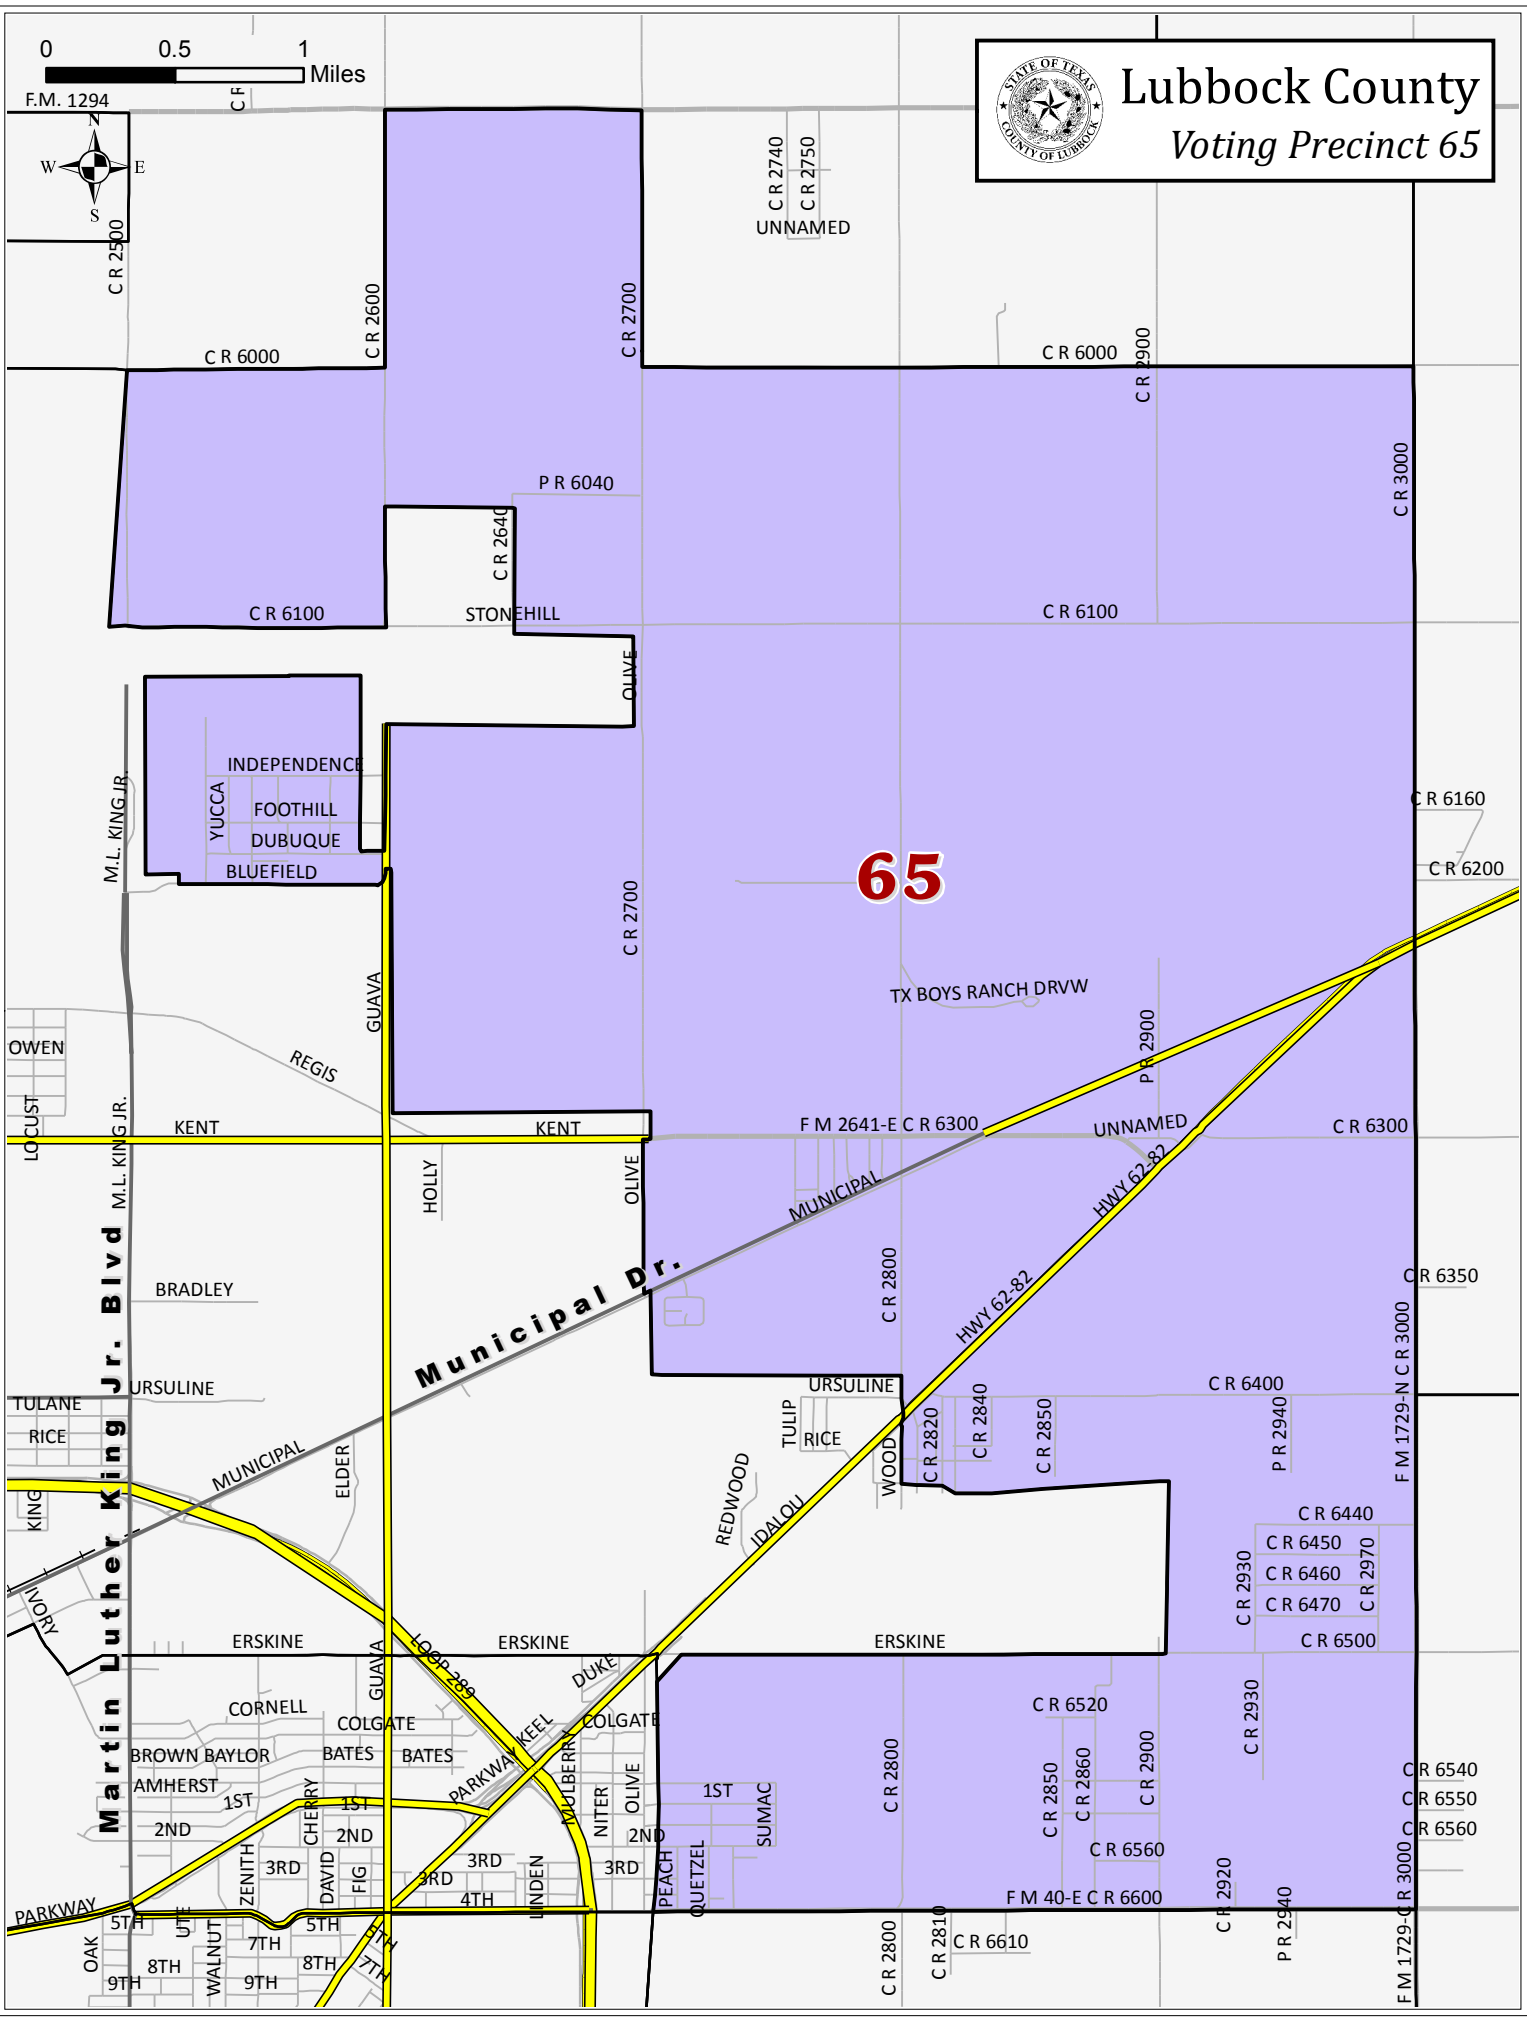 0 0.5 1
Miles
F.M. 1294
C R
N
W E
S
STATE OF TEXAS
COUNTY OF LUBBOCK
Lubbock County
Voting Precinct 65
C R 2740
C R 2750
UNNAMED
C R 2500
C R 2600
C R 2700
C R 6000
C R 6000
C R 2900
C R 3000
P R 6040
C R 2640
C R 6100
STONEHILL
C R 6100
OLIVE
M.L. KING JR.
INDEPENDENCE
YUCCA
FOOTHILL
DUBUQUE
BLUEFIELD
C R 6160
C R 6200
65
C R 2700
GUAVA
TX BOYS RANCH DRVW
P R 2900
OWEN
REGIS
LOCUST
M.L. KING JR.
KENT
KENT
F M 2641-E C R 6300
UNNAMED
C R 6300
HOLLY
OLIVE
MUNICIPAL
HWY 62-82
Municipal Dr.
C R 2800
HWY 62-82
C R 6350
BRADLEY
F M 1729-N C R 3000
Martin Luther King Jr. Blvd
URSULINE
TULANE
RICE
URSULINE
C R 6400
TULIP
RICE
WOOD
C R 2820
C R 2840
C R 2850
P R 2940
MUNICIPAL
ELDER
REDWOOD
IDALOU
KING
C R 6440
C R 6450
C R 2930
C R 6460
C R 2970
C R 6470
C R 6500
IVORY
ERSKINE
ERSKINE
ERSKINE
GUAVA
LOOP 289
DUKE
CORNELL
COLGATE
COLGATE
KEEL
BROWN
BAYLOR
BATES
BATES
PARKWAY
MULBERRY
AMHERST
1ST
CHERRY
1ST
NITER
OLIVE
1ST
SUMAC
2ND
2ND
2ND
C R 2800
C R 6520
C R 2850
C R 2860
C R 2900
C R 2930
C R 6540
C R 6550
C R 6560
C R 6560
ZENITH
3RD
DAVID
FIG
3RD
3RD
LINDEN
3RD
PEACH
QUETZEL
4TH
F M 40-E C R 6600
C R 2920
P R 2940
F M 1729-C R 3000
PARKWAY
5TH
UTE
5TH
6TH
OAK
WALNUT
7TH
7TH
8TH
8TH
9TH
9TH
C R 2800
C R 2810
C R 6610